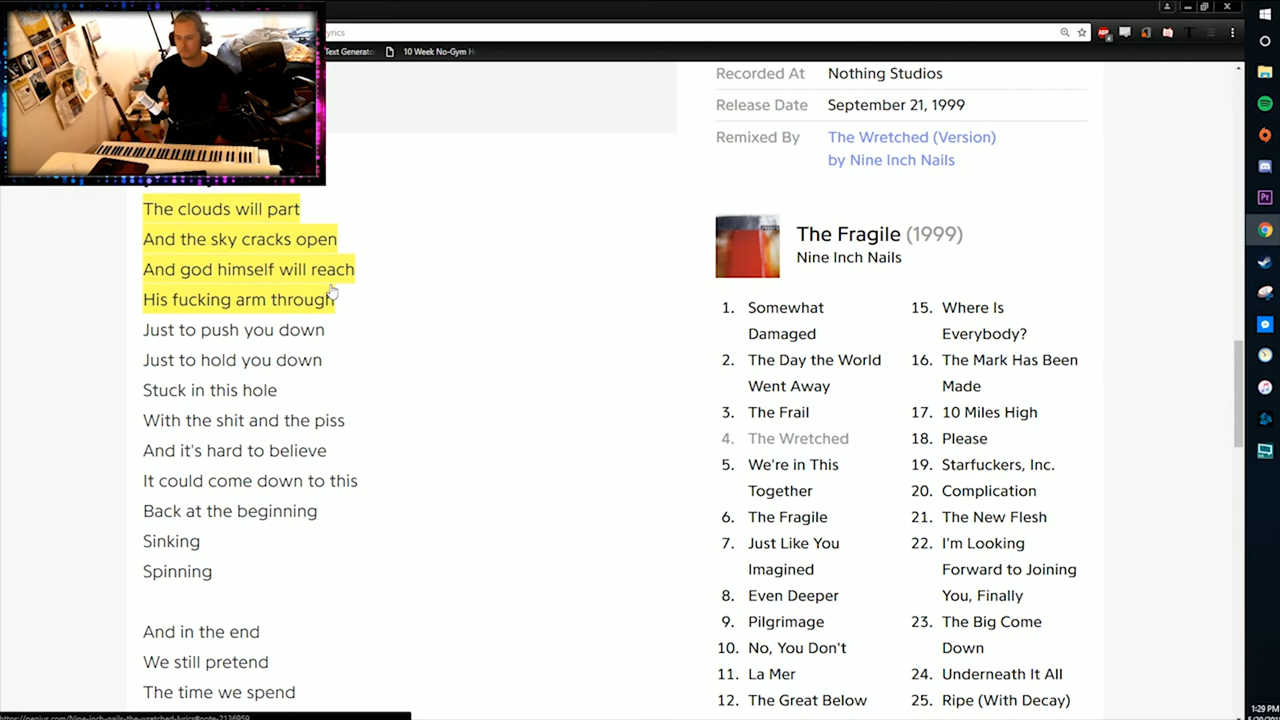 yrics
Text Generato
10 Week No-Gym H
Recorded At Nothing Studios
Release Date September 21, 1999
Remixed By The Wretched (Version)
by Nine Inch Nails
The clouds will part
And the sky cracks open
And god himself will reach
His fucking arm through
Just to push you down
Just to hold you down
Stuck in this hole
With the shit and the piss
And it's hard to believe
It could come down to this
Back at the beginning
Sinking
Spinning
And in the end
We still pretend
The time we spend
The Fragile (1999)
Nine Inch Nails
1. Somewhat
Damaged
2. The Day the World
Went Away
3. The Frail
4. The Wretched
5. We're in This
Together
6. The Fragile
7. Just Like You
Imagined
8. Even Deeper
9. Pilgrimage
10. No, You Don't
11. La Mer
12. The Great Below
15. Where Is
Everybody?
16. The Mark Has Been
Made
17. 10 Miles High
18. Please
19. Starfuckers, Inc.
20. Complication
21. The New Flesh
22. I'm Looking
Forward to Joining
You, Finally
23. The Big Come
Down
24. Underneath It All
25. Ripe (With Decay)
1:29 PM